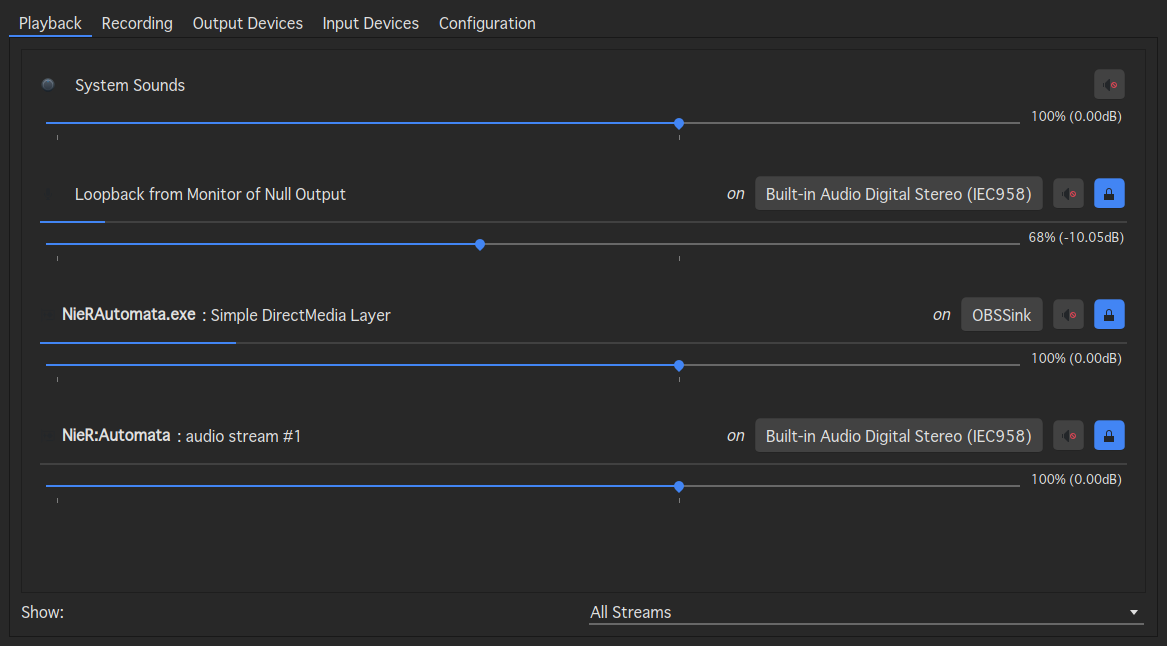 Playback Recording Output Devices Input Devices Configuration
System Sounds
100% (0.00dB)
Loopback from Monitor of Null Output on Built-in Audio Digital Stereo (IEC958)
68% (-10.05dB)
NieRAutomata.exe : Simple DirectMedia Layer on OBSSink
100% (0.00dB)
NieR:Automata : audio stream #1 on Built-in Audio Digital Stereo (IEC958)
100% (0.00dB)
Show: All Streams